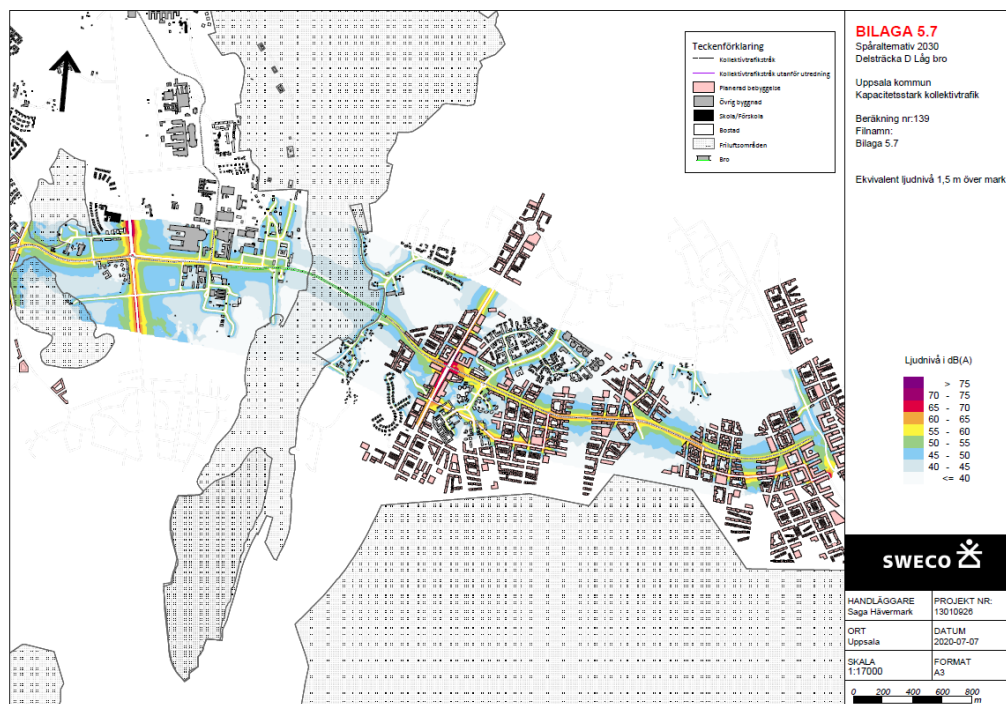 BILAGA 5.7
Spåralternativ 2030
Delsträcka D Låg bro
Uppsala kommun
Kapacitetsstark kollektivtrafik
Beräkning nr:139
Filnamn:
Bilaga 5.7
Ekvivalent ljudnivå 1,5 m över mark
Teckenförklaring
Kollektivtrafikstråk
Kollektivtrafikstråk utanför utredning
Planerad bebyggelse
Övrig byggnad
Skola/Förskola
Bostad
Friluftsområden
Bro
Ljudnivå i dB(A)
> 75
70 - 75
65 - 70
60 - 65
55 - 60
50 - 55
45 - 50
40 - 45
<= 40
SWECO
HANDLÄGGARE
Saga Hävermark
PROJEKT NR:
13010926
ORT
Uppsala
DATUM
2020-07-07
SKALA
1:17000
FORMAT
A3
0 200 400 600 800
m